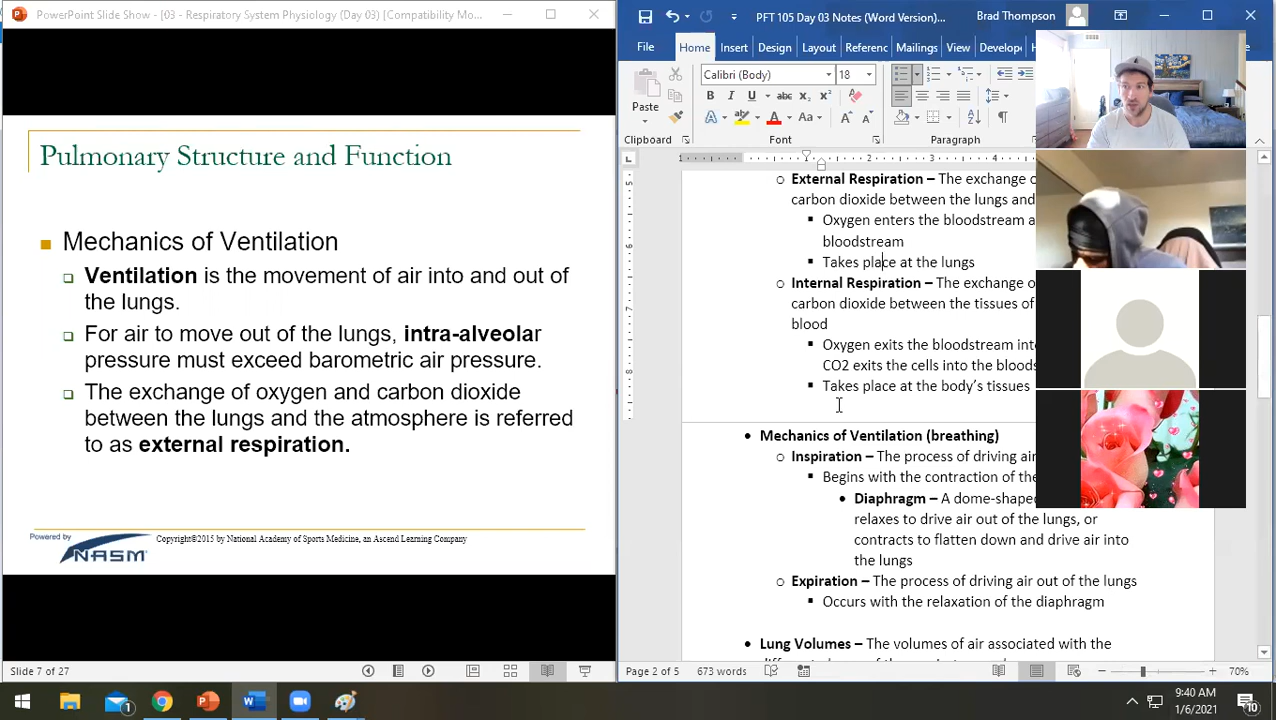 PowerPoint Slide Show - [03 - Respiratory System Physiology (Day 03) [Compatibility Mo...
Pulmonary Structure and Function
Mechanics of Ventilation
Ventilation is the movement of air into and out of
the lungs.
For air to move out of the lungs, intra-alveolar
pressure must exceed barometric air pressure.
The exchange of oxygen and carbon dioxide
between the lungs and the atmosphere is referred
to as external respiration.
Powered by
NASM
Copyright©2015 by National Academy of Sports Medicine, an Ascend Learning Company
Slide 7 of 27
PFT 105 Day 03 Notes (Word Version)...
Brad Thompson
File Home Insert Design Layout Referenc Mailings View Develop
Paste
Calibri (Body) 18
B I U abc x₂ x²
Aa
Clipboard Font Paragraph
1 1 2 3 4
External Respiration – The exchange o
carbon dioxide between the lungs and
Oxygen enters the bloodstream a
bloodstream
Takes place at the lungs
Internal Respiration – The exchange o
carbon dioxide between the tissues of
blood
Oxygen exits the bloodstream int
CO2 exits the cells into the bloods
Takes place at the body's tissues
Mechanics of Ventilation (breathing)
Inspiration – The process of driving air
Begins with the contraction of the
Diaphragm – A dome-shaped
relaxes to drive air out of the lungs, or
contracts to flatten down and drive air into
the lungs
Expiration – The process of driving air out of the lungs
Occurs with the relaxation of the diaphragm
Lung Volumes – The volumes of air associated with the
Page 2 of 5 673 words
70%
9:40 AM
1/6/2021
1
10